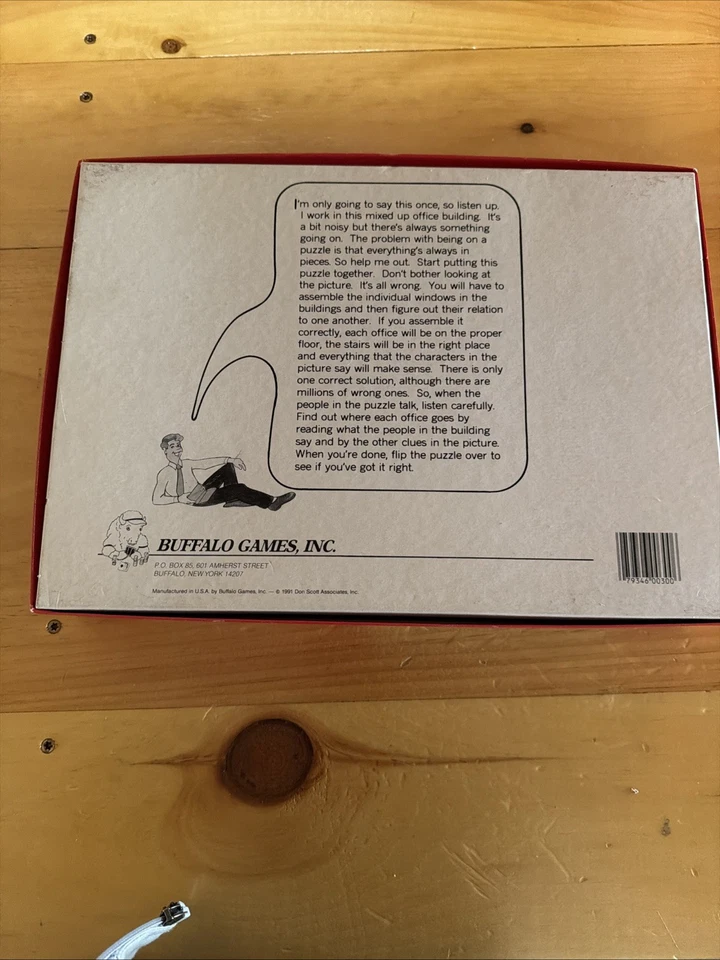 I'm only going to say this once, so listen up.
I work in this mixed up office building. It's
a bit noisy but there's always something
going on. The problem with being on a
puzzle is that everything's always in
pieces. So help me out. Start putting this
puzzle together. Don't bother looking at
the picture. It's all wrong. You will have to
assemble the individual windows in the
buildings and then figure out their relation
to one another. If you assemble it
correctly, each office will be on the proper
floor, the stairs will be in the right place
and everything that the characters in the
picture say will make sense. There is only
one correct solution, although there are
millions of wrong ones. So, when the
people in the puzzle talk, listen carefully.
Find out where each office goes by
reading what the people in the building
say and by the other clues in the picture.
When you're done, flip the puzzle over to
see if you've got it right.
BUFFALO GAMES, INC.
P.O. BOX 85, 601 AMHERST STREET
BUFFALO, NEW YORK 14207
Manufactured in U.S.A. by Buffalo Games, Inc. — © 1991 Don Scott Associates, Inc.
79346 00300